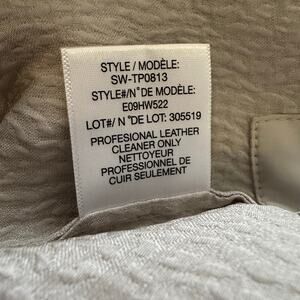 STYLE / MODÈLE:
SW-TP0813
STYLE#/N°DE MODÈLE:
E09HW522
LOT#/ N°DE LOT: 305519
PROFESIONAL LEATHER
CLEANER ONLY
NETTOYEUR
PROFESSIONNEL DE
CUIR SEULEMENT